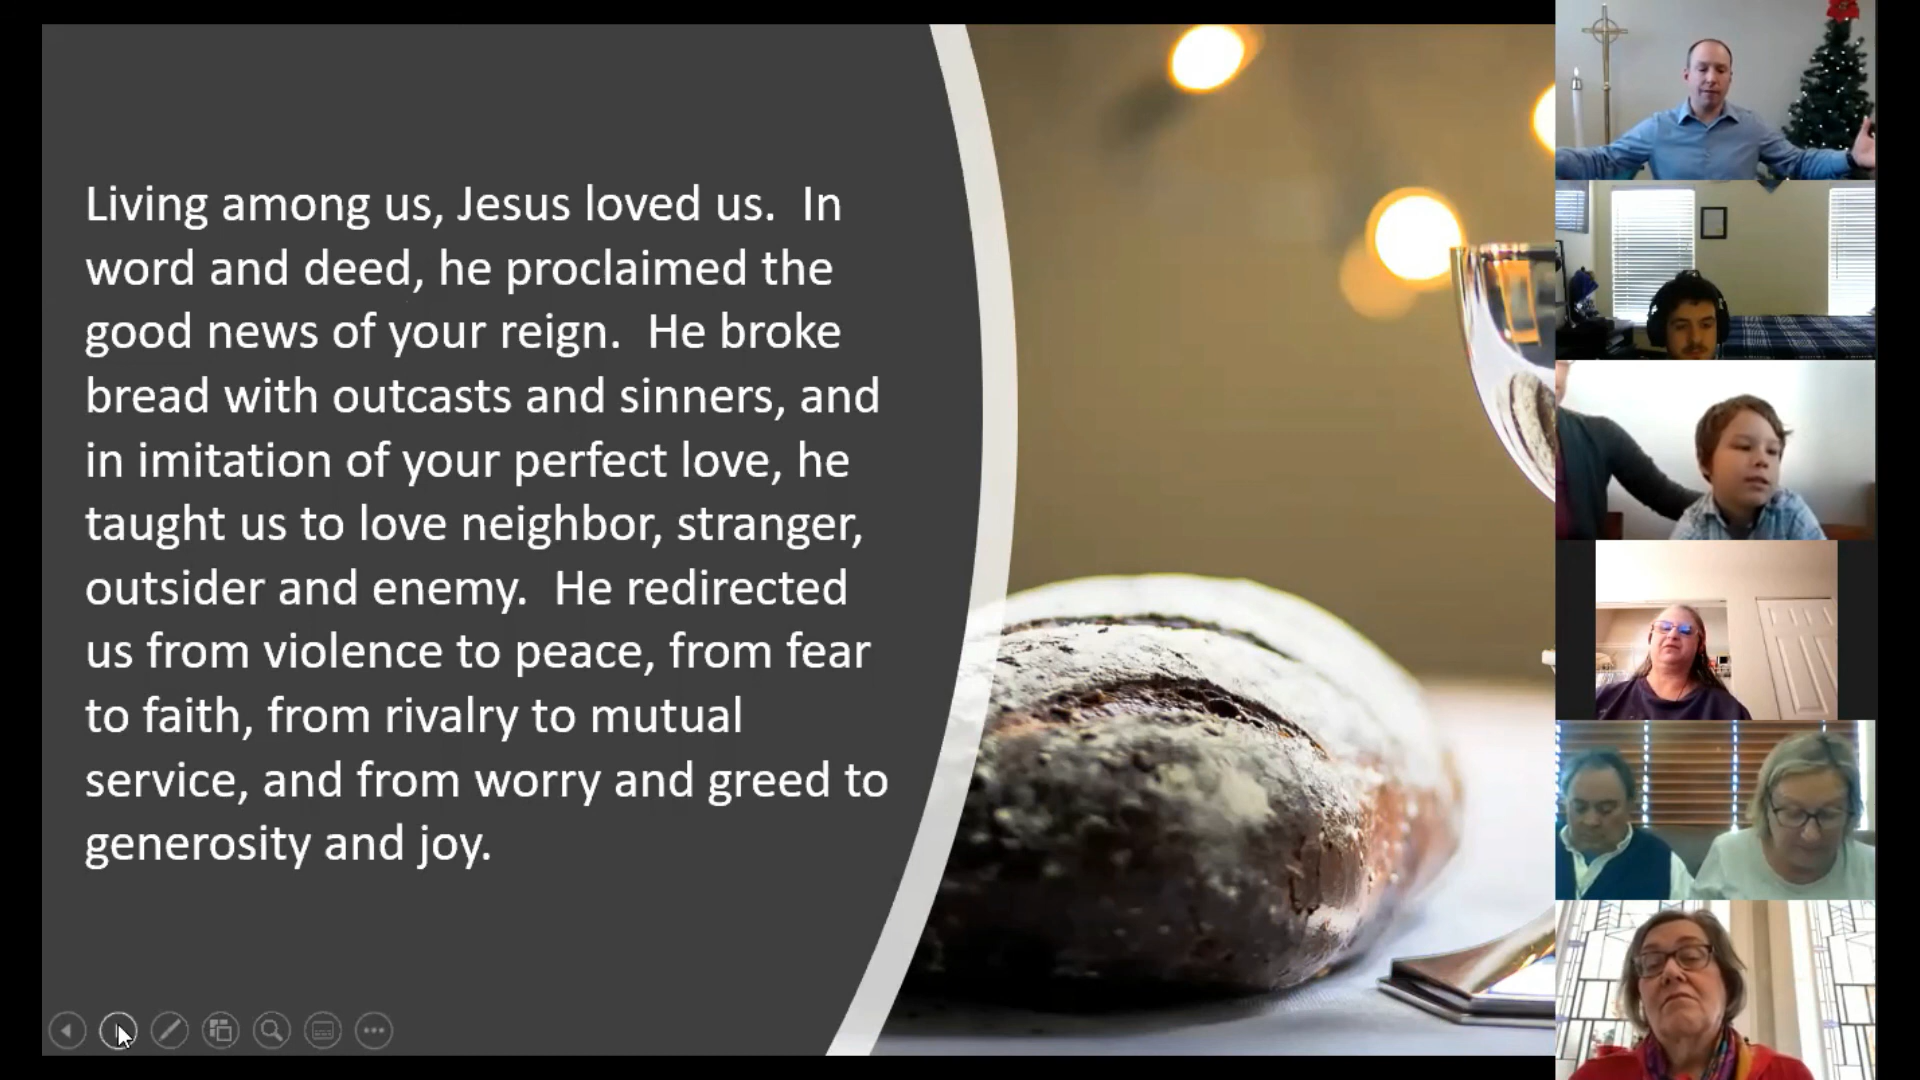 Living among us, Jesus loved us.  In
word and deed, he proclaimed the
good news of your reign.  He broke
bread with outcasts and sinners, and
in imitation of your perfect love, he
taught us to love neighbor, stranger,
outsider and enemy.  He redirected
us from violence to peace, from fear
to faith, from rivalry to mutual
service, and from worry and greed to
generosity and joy.